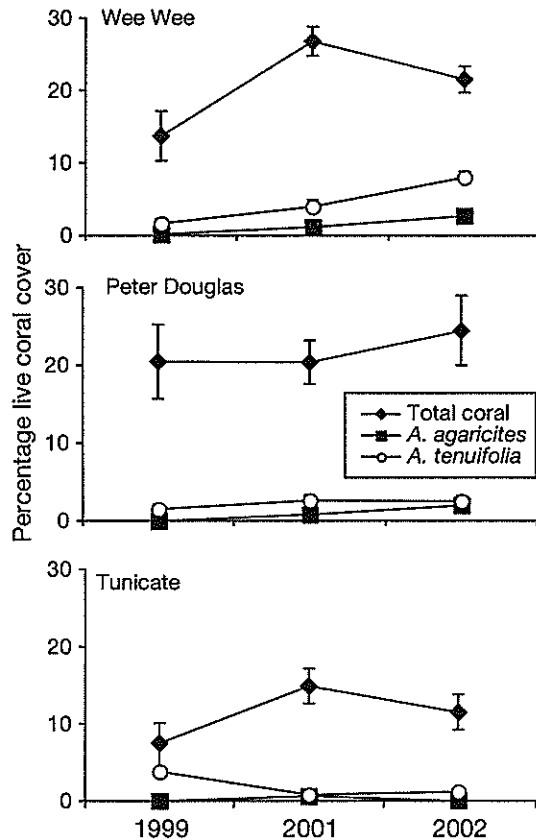 Percentage live coral cover
Wee Wee
30
20
10
0
Peter Douglas
30
20
10
0
Total coral
A. agaricites
A. tenuifolia
Tunicate
30
20
10
0
1999 2001 2002